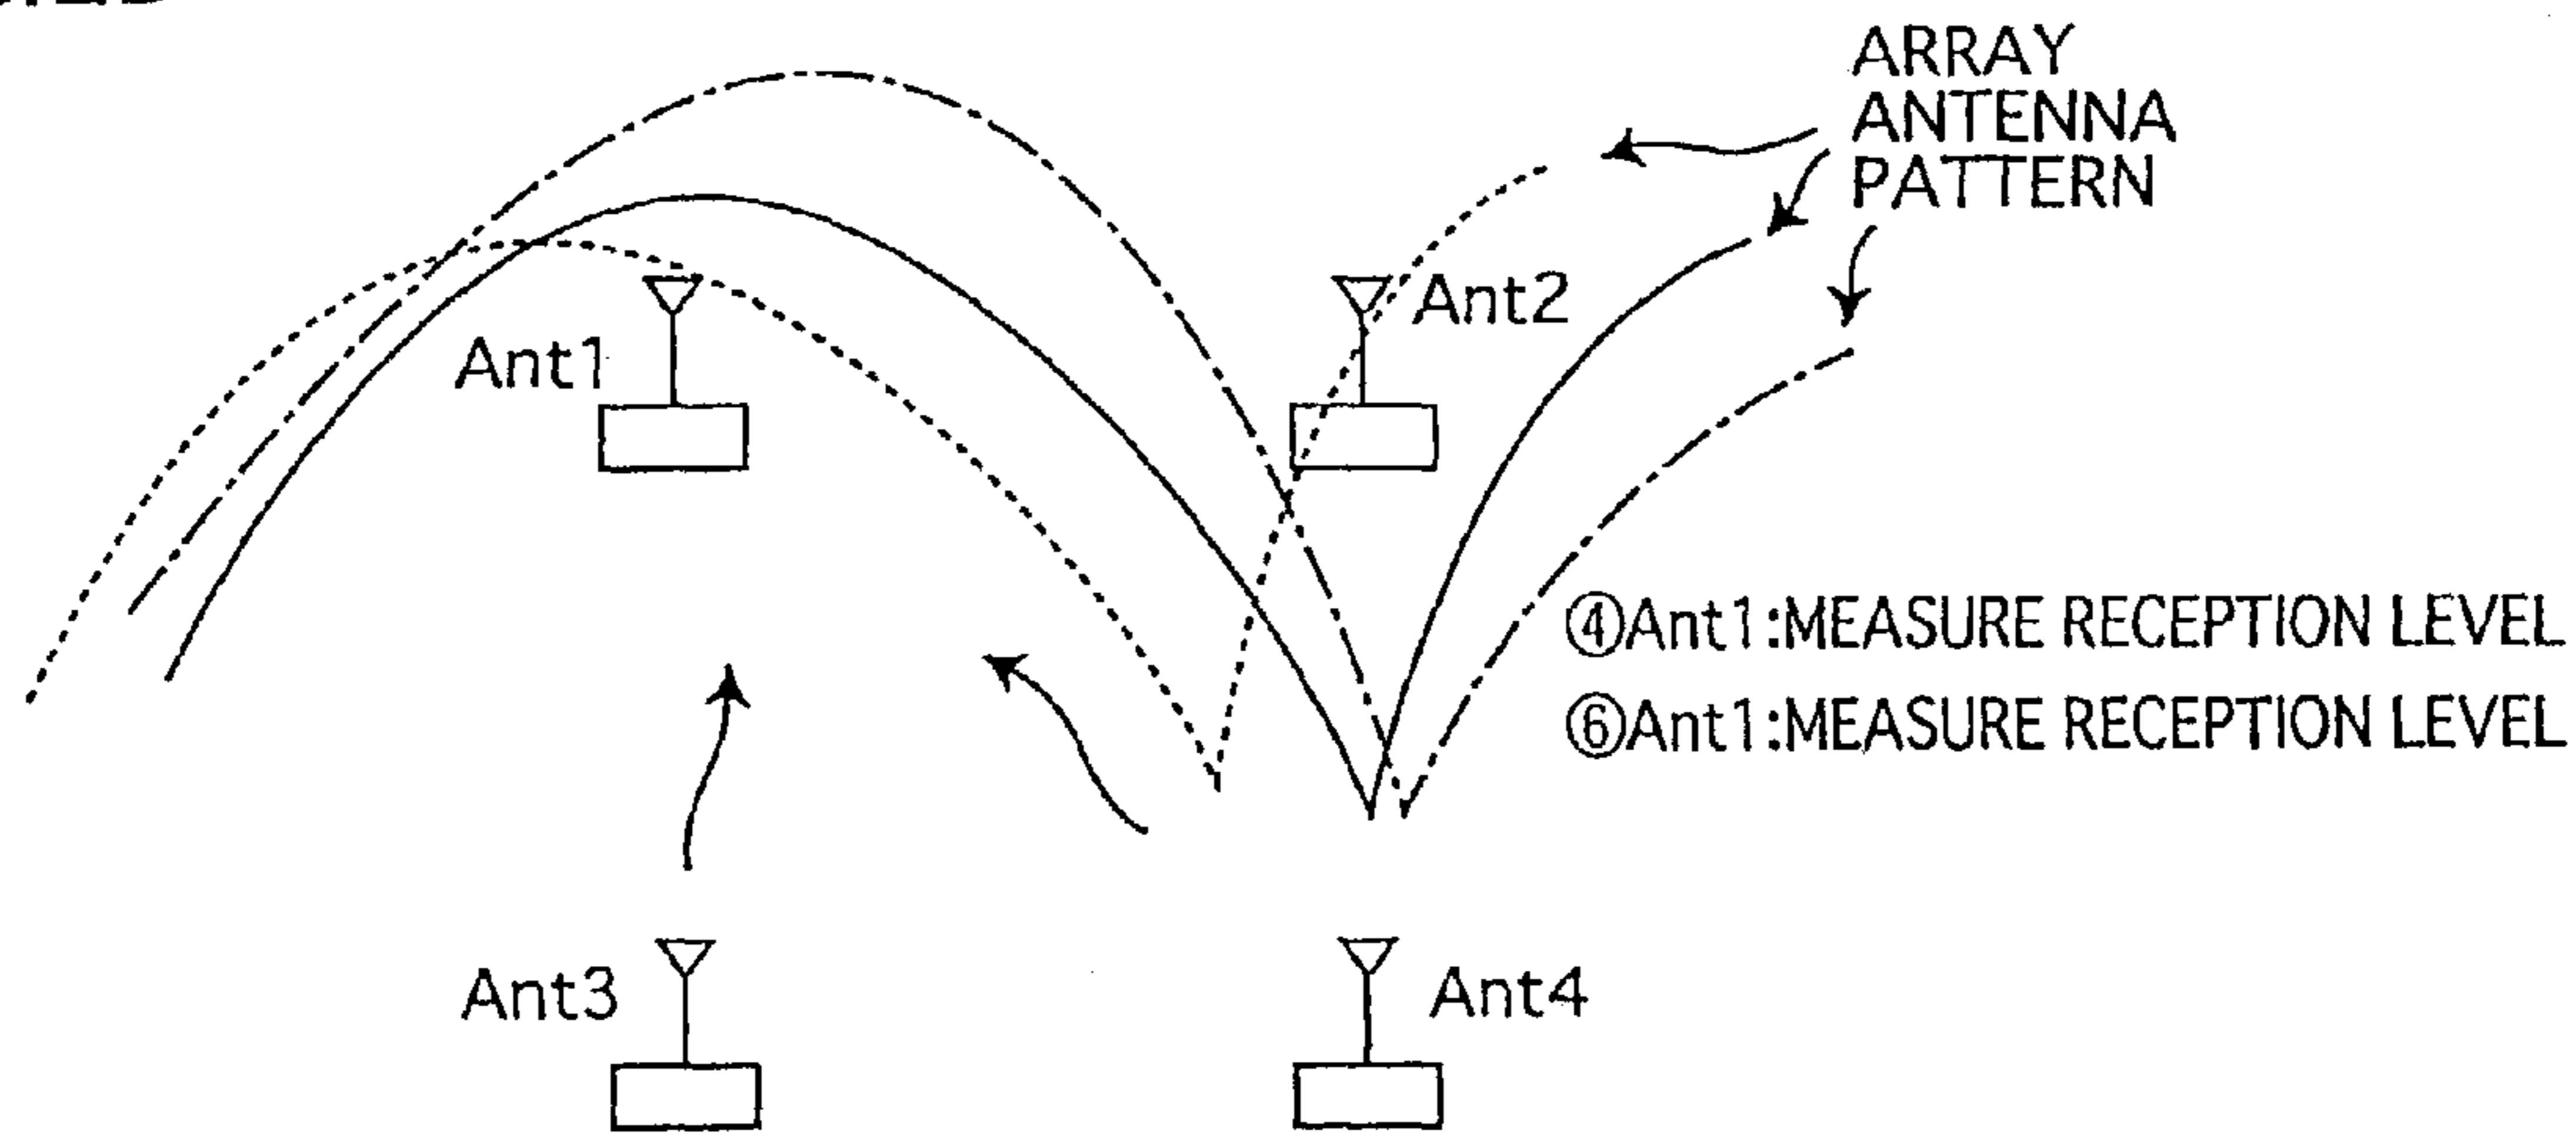 ARRAY
ANTENNA
PATTERN
Ant2
Ant1
④Ant1:MEASURE RECEPTION LEVEL
⑥Ant1:MEASURE RECEPTION LEVEL
Ant3
Ant4